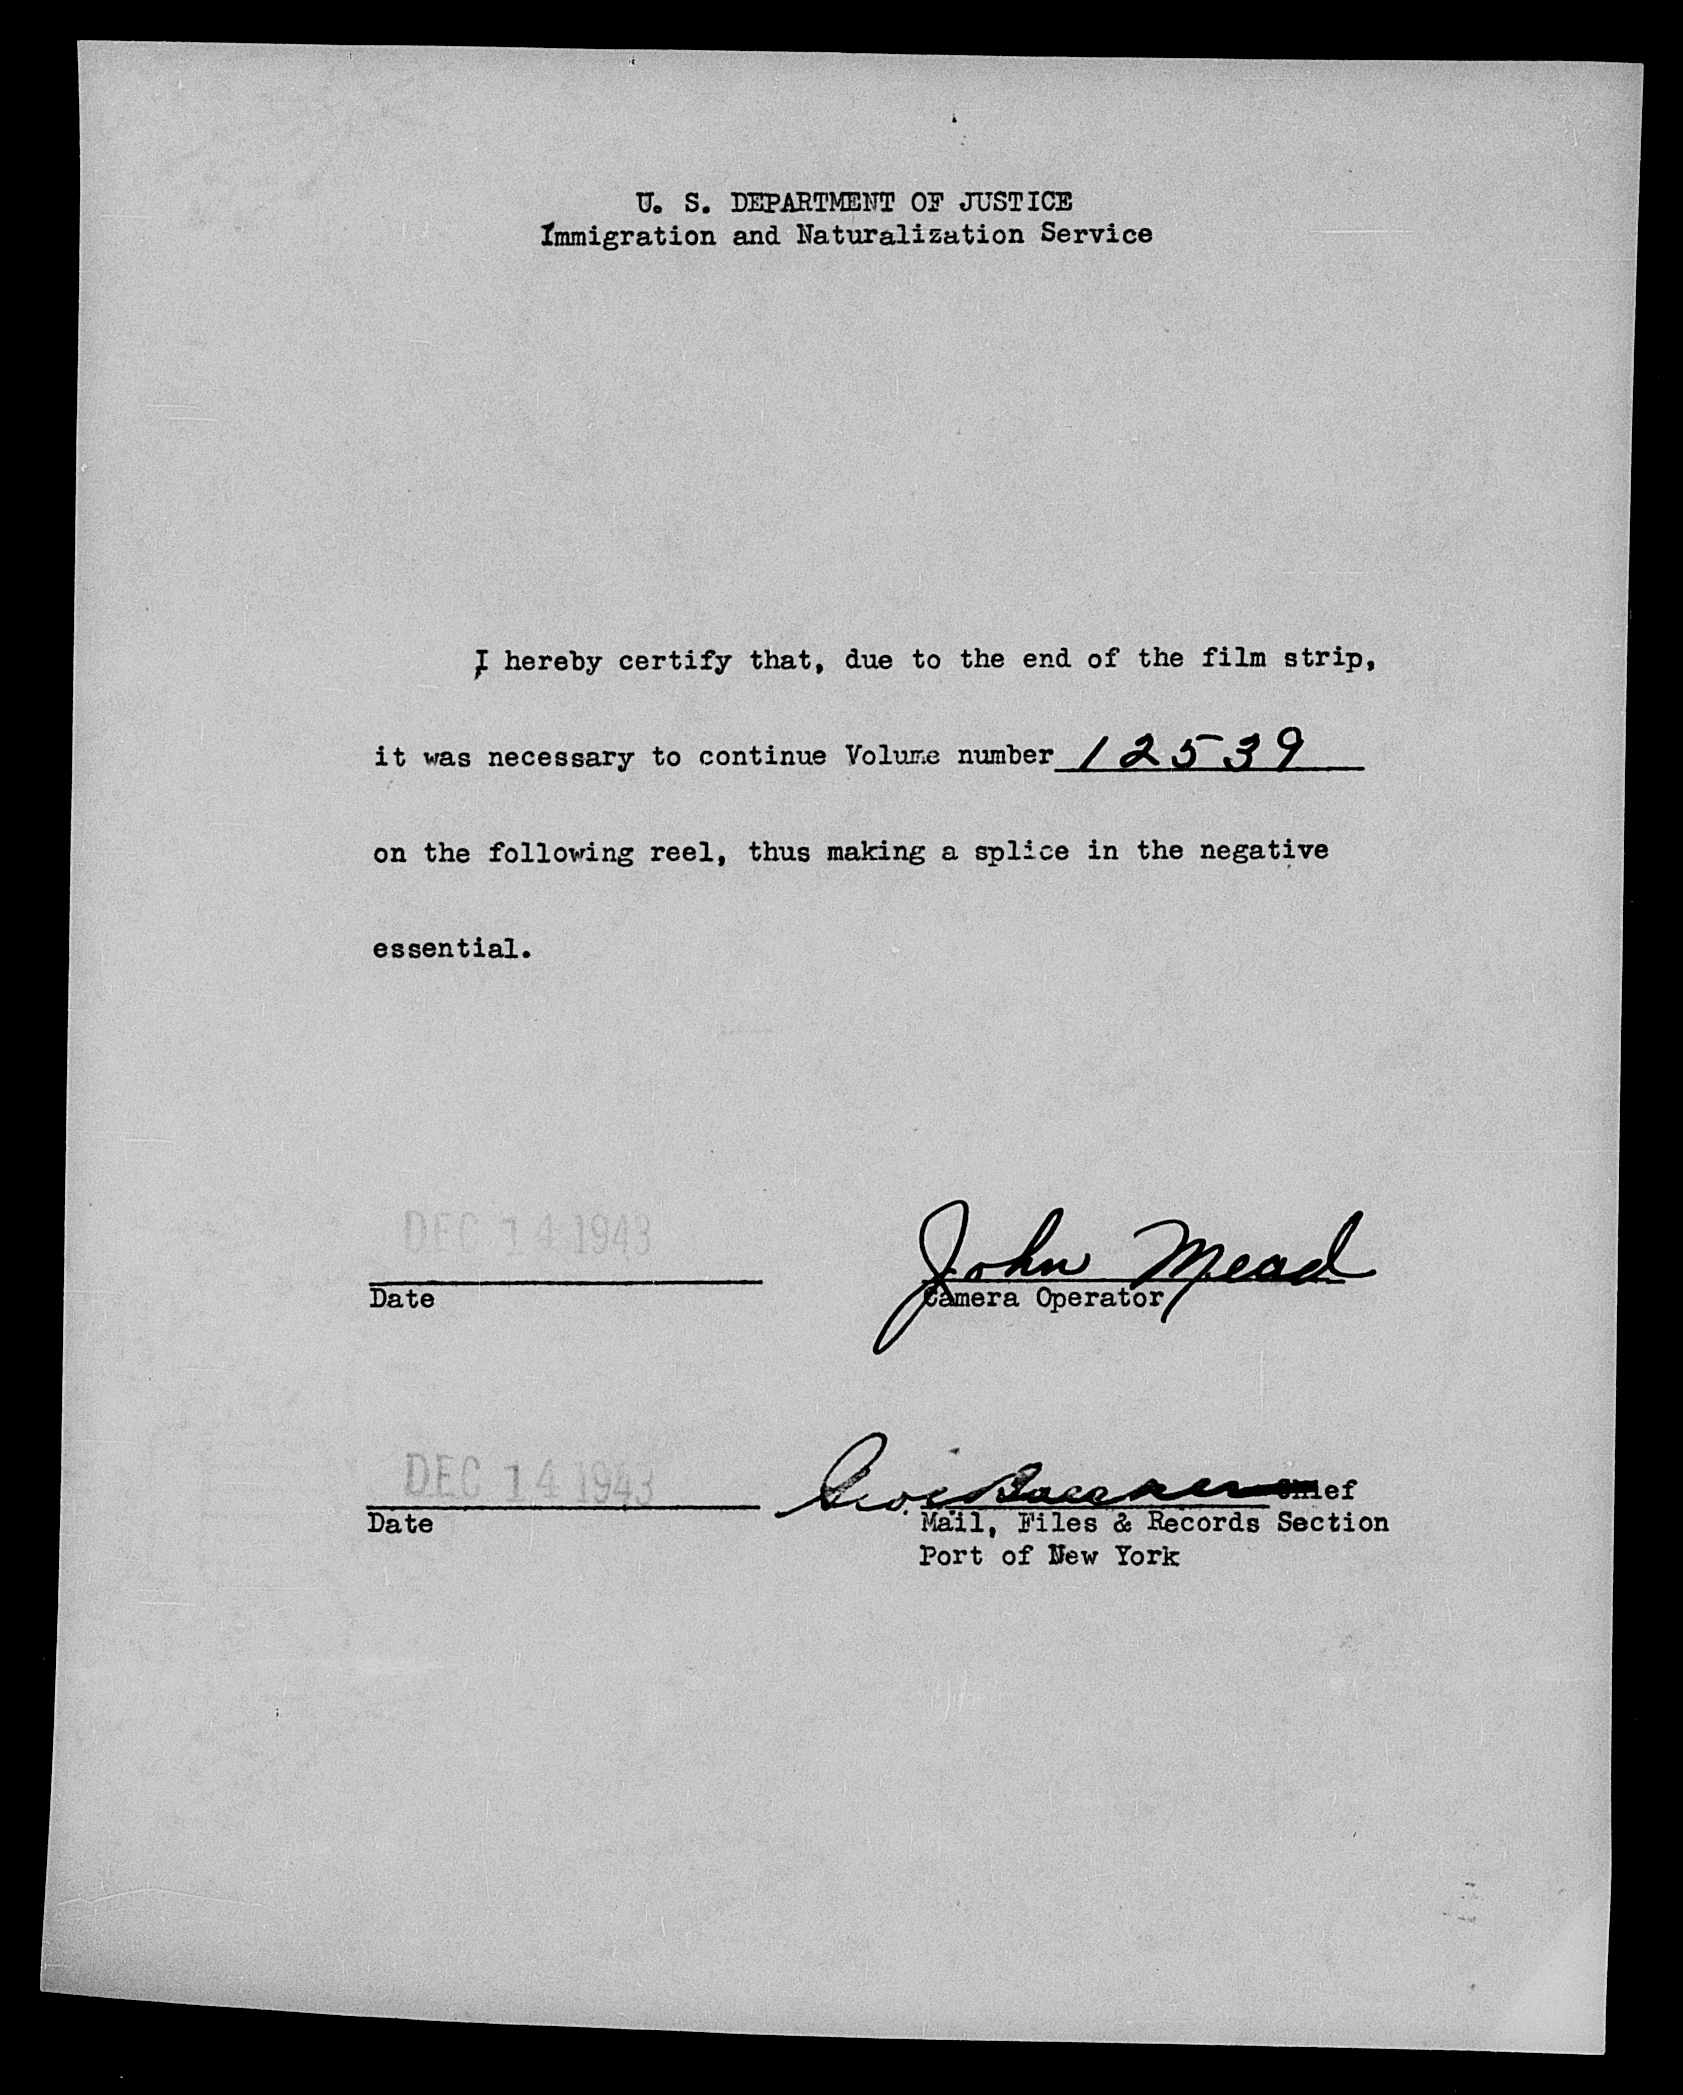 U. S. DEPARTMENT OF JUSTICE
Immigration and Naturalization Service
I hereby certify that, due to the end of the film strip,
it was necessary to continue Volume number 12539
on the following reel, thus making a splice in the negative
essential.
DEC 14 1943
John Mead
Date
Camera Operator
DEC 14 1943
Chief
Date
Mail, Files & Records Section
Port of New York